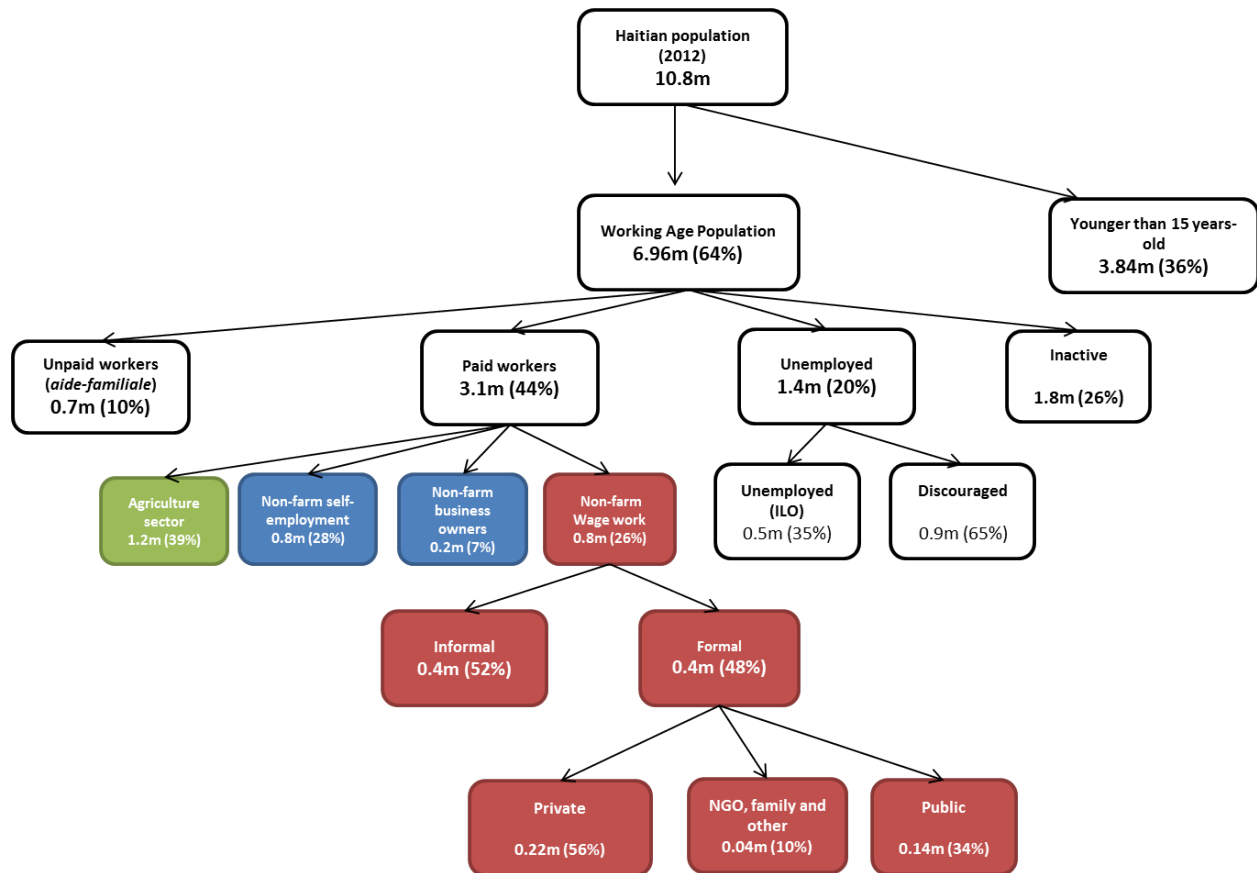 Haitian population
(2012)
10.8m
Working Age Population
6.96m (64%)
Younger than 15 years-
old
3.84m (36%)
Unpaid workers
(aide-familiale)
0.7m (10%)
Paid workers
3.1m (44%)
Unemployed
1.4m (20%)
Inactive
1.8m (26%)
Agriculture
sector
1.2m (39%)
Non-farm self-
employment
0.8m (28%)
Non-farm
business
owners
0.2m (7%)
Non-farm
Wage work
0.8m (26%)
Unemployed
(ILO)
0.5m (35%)
Discouraged
0.9m (65%)
Informal
0.4m (52%)
Formal
0.4m (48%)
Private
0.22m (56%)
NGO, family and
other
0.04m (10%)
Public
0.14m (34%)